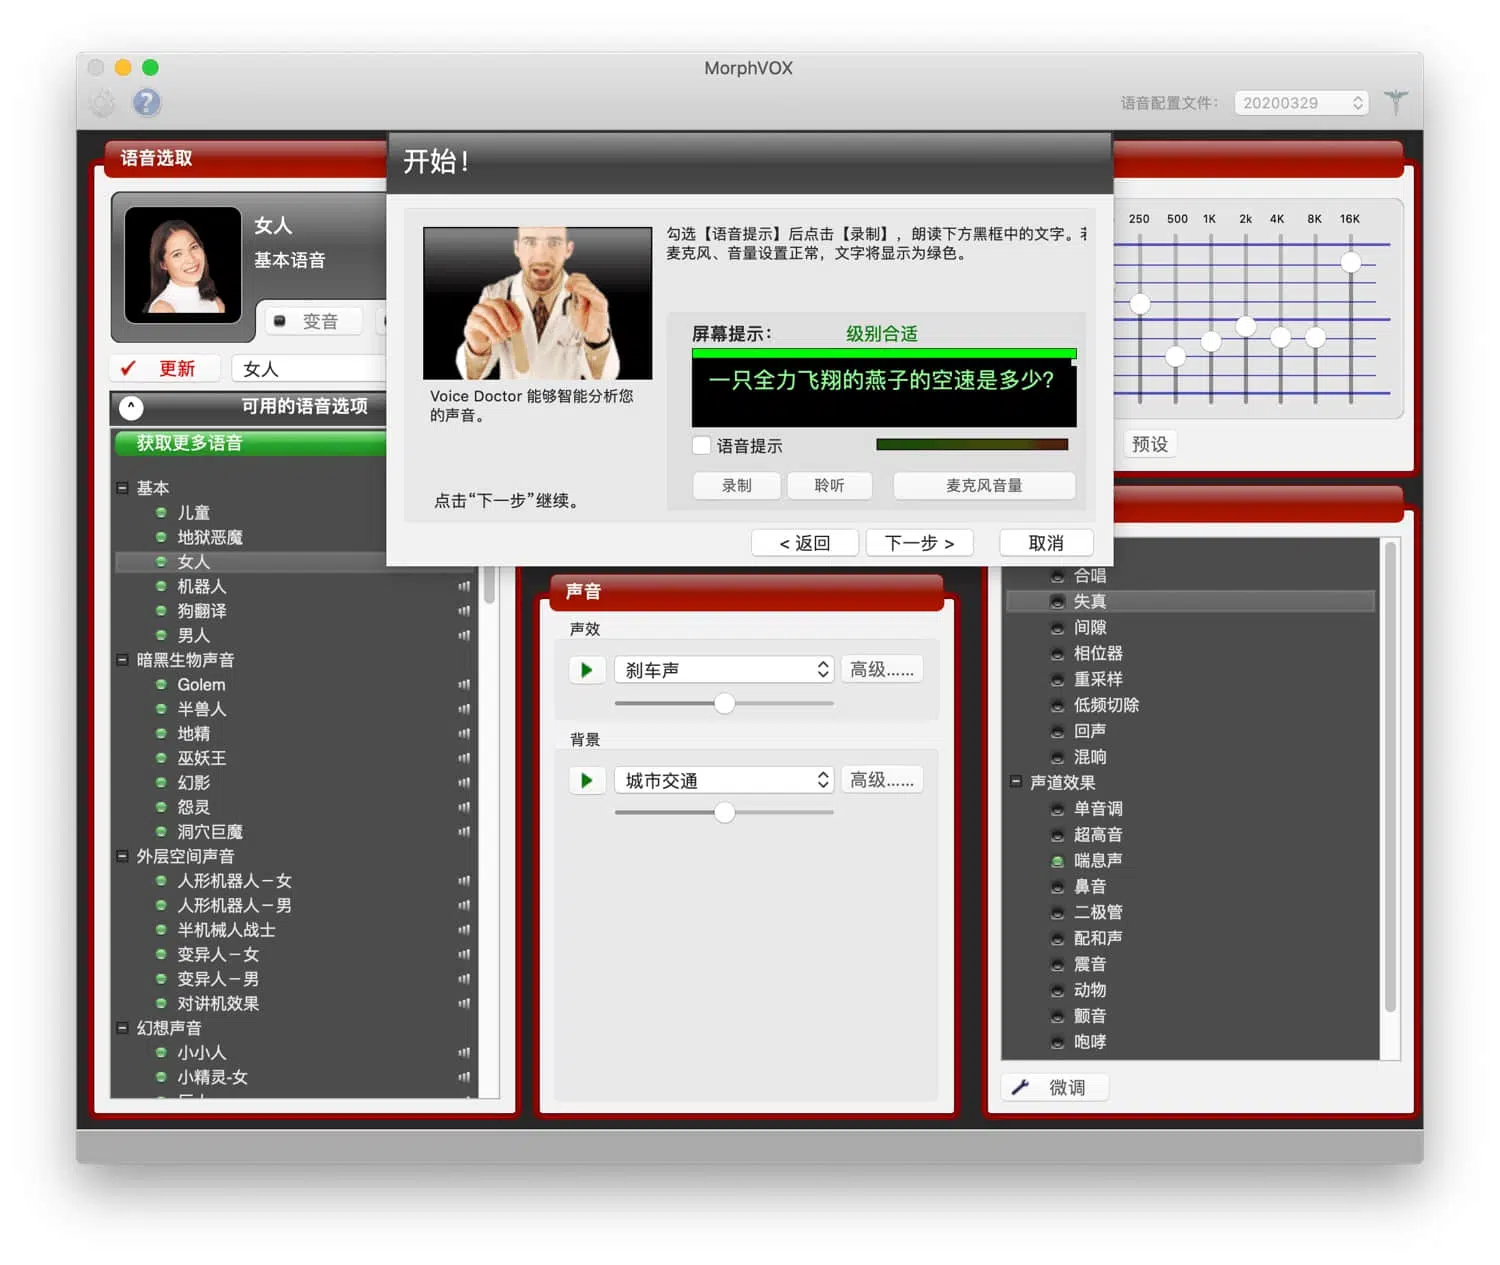 MorphVOX
语音配置文件： 20200329
语音选取
女人
基本语音
变音
更新
女人
可用的语音选项
获取更多语音
基本
儿童
地狱恶魔
女人
机器人
狗翻译
男人
暗黑生物声音
Golem
半兽人
地精
巫妖王
幻影
怨灵
洞穴巨魔
外层空间声音
人形机器人－女
人形机器人－男
半机械人战士
变异人－女
变异人－男
对讲机效果
幻想声音
小小人
小精灵-女
开始！
Voice Doctor 能够智能分析您
的声音。
点击“下一步”继续。
勾选【语音提示】后点击【录制】，朗读下方黑框中的文字。
麦克风、音量设置正常，文字将显示为绿色。
屏幕提示： 级别合适
一只全力飞翔的燕子的空速是多少?
语音提示
录制 聆听 麦克风音量
< 返回 下一步 > 取消
声音
声效
刹车声 高级……
背景
城市交通 高级……
250 500 1K 2k 4K 8K 16K
预设
合唱
失真
间隙
相位器
重采样
低频切除
回声
混响
声道效果
单音调
超高音
喘息声
鼻音
二极管
配和声
震音
动物
颤音
咆哮
微调